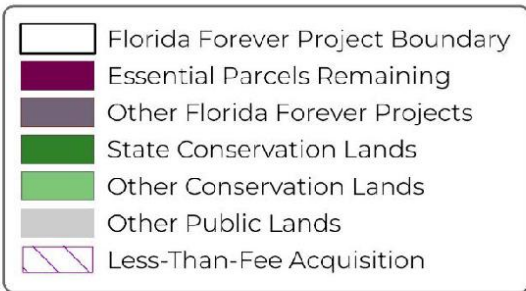 Florida Forever Project Boundary
Essential Parcels Remaining
Other Florida Forever Projects
State Conservation Lands
Other Conservation Lands
Other Public Lands
Less-Than-Fee Acquisition